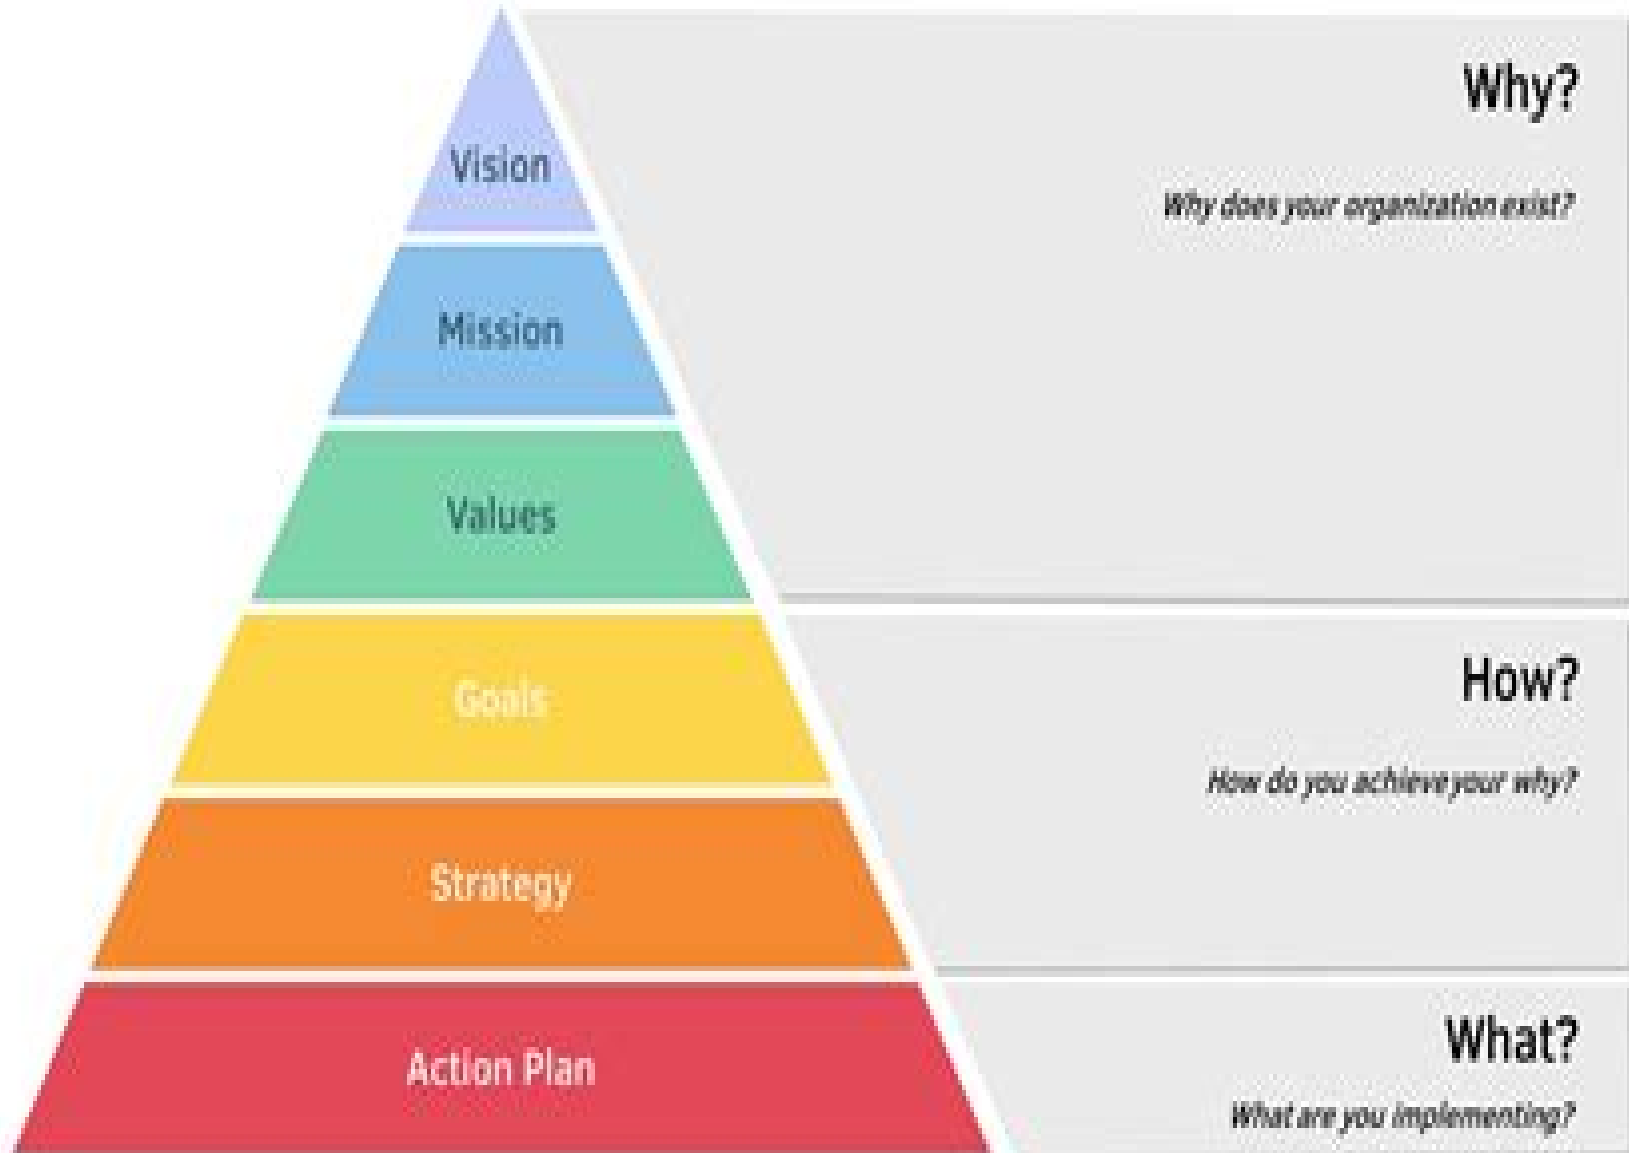 Vision
Mission
Values
Goals
Strategy
Action Plan
Why?
Why does your organization exist?
How?
How do you achieve your why?
What?
What are you implementing?